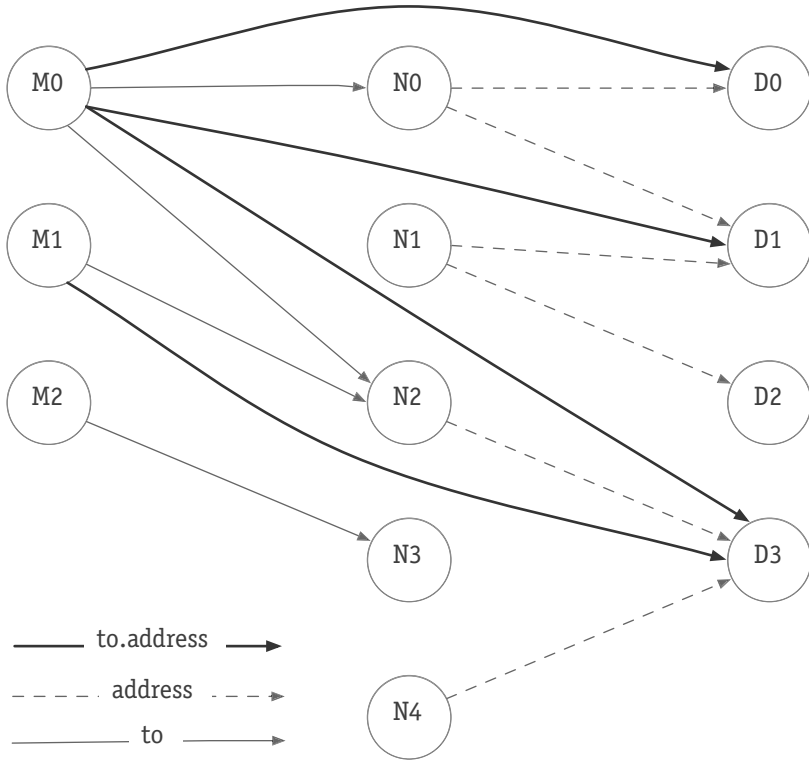 M0 N0 D0
M1 N1 D1
M2 N2 D2
N3 D3
to.address
address
N4
to